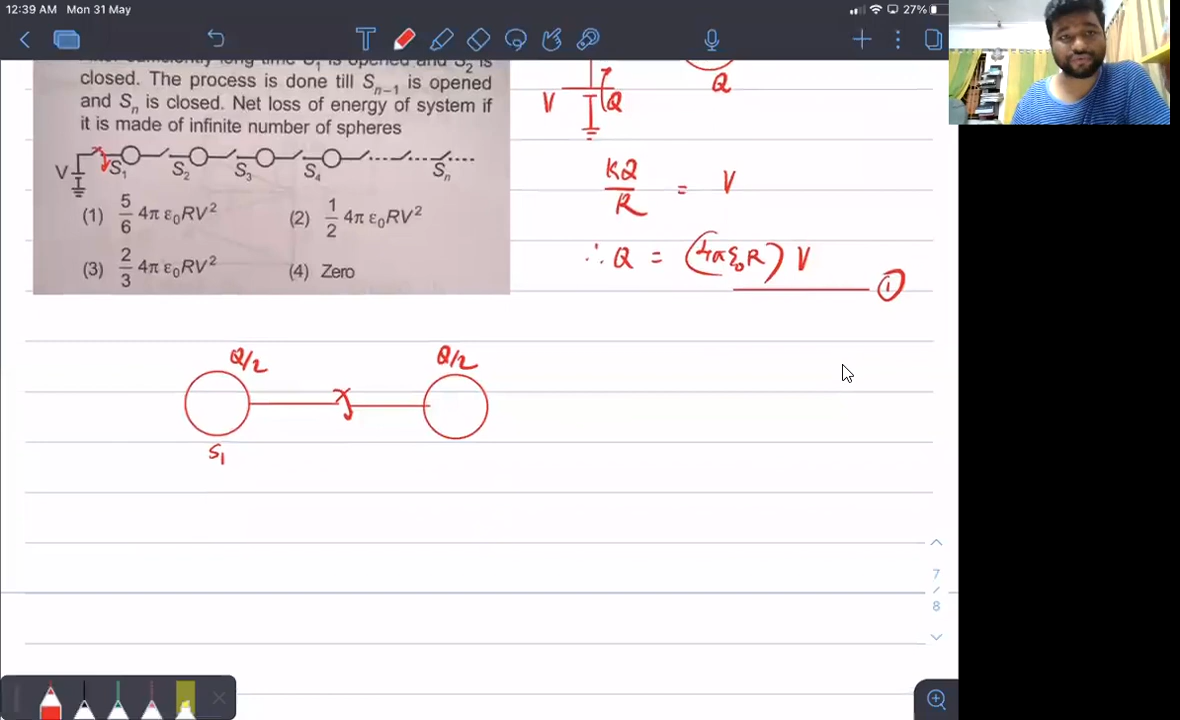 12:39 AM Mon 31 May
27%
closed. The process is done till Sn−1 is opened
and Sn is closed. Net loss of energy of system if
it is made of infinite number of spheres
V S1 S2 S3 S4 Sn
(1) 5/6 4π ε0RV² (2) 1/2 4π ε0RV²
(3) 2/3 4π ε0RV² (4) Zero
V Q Q
KQ/R = V
∴ Q = (4πε0R) V
1
Q/2 Q/2
S1
7
/
8